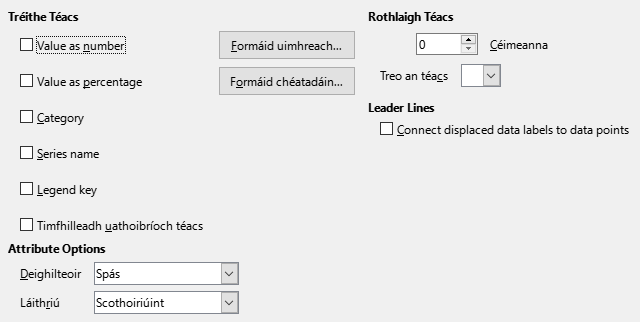 Tréithe Téacs
Value as number
Formáid uimhreach...
Value as percentage
Formáid chéatadáin...
Category
Series name
Legend key
Timfhilleadh uathoibríoch téacs
Attribute Options
Deighilteoir
Spás
Láithriú
Scothoiriúint
Rothlaigh Téacs
0
Céimeanna
Treo an téacs
Leader Lines
Connect displaced data labels to data points